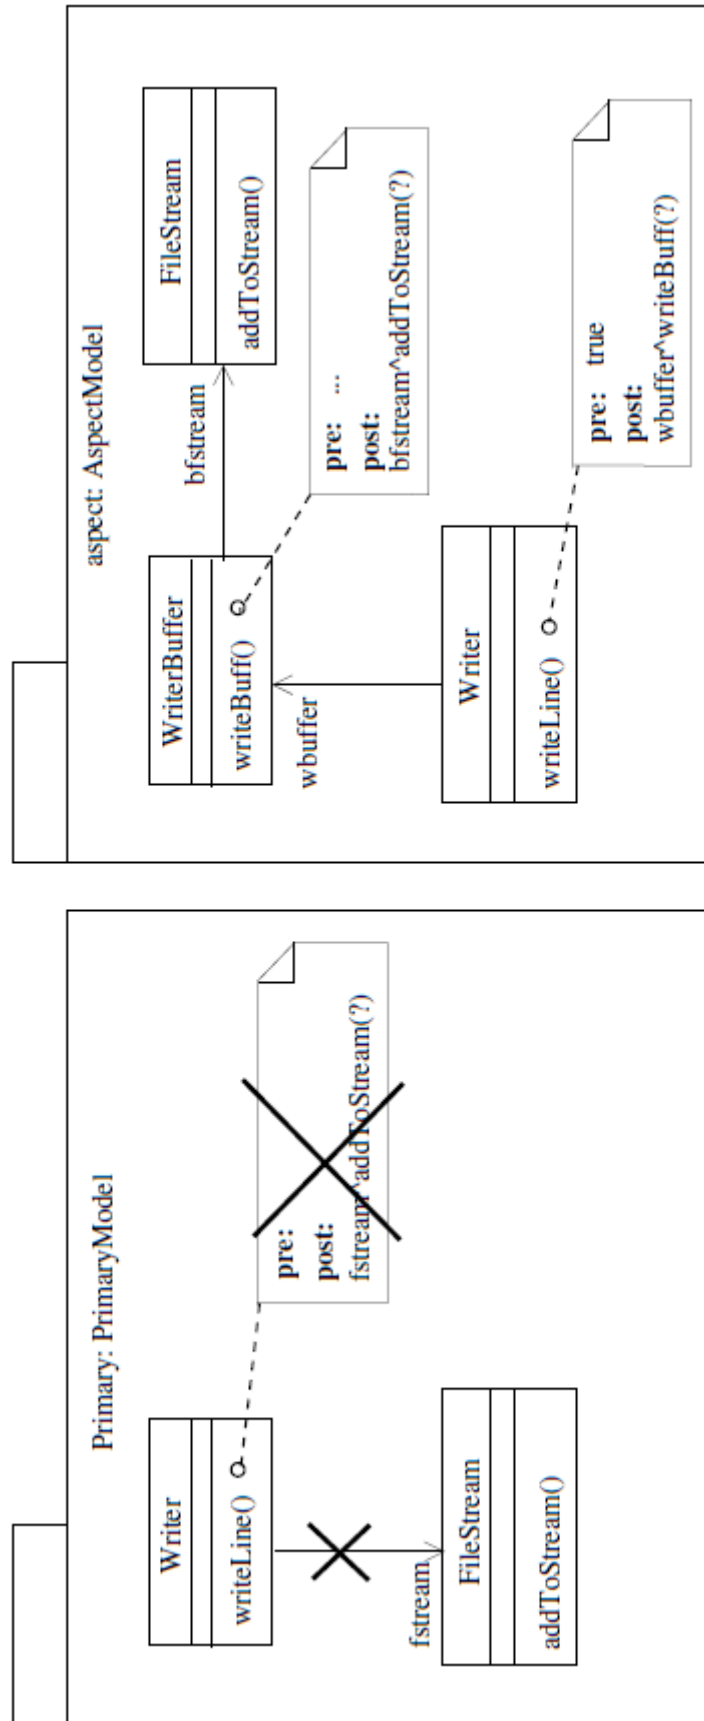 Primary: PrimaryModel
Writer
writeLine()
pre:
post:
fstream^addToStream(?)
fstream
FileStream
addToStream()
aspect: AspectModel
WriterBuffer
writeBuff()
bfstream
FileStream
addToStream()
pre: ...
post:
bfstream^addToStream(?)
wbuffer
Writer
writeLine()
pre: true
post:
wbuffer^writeBuff(?)